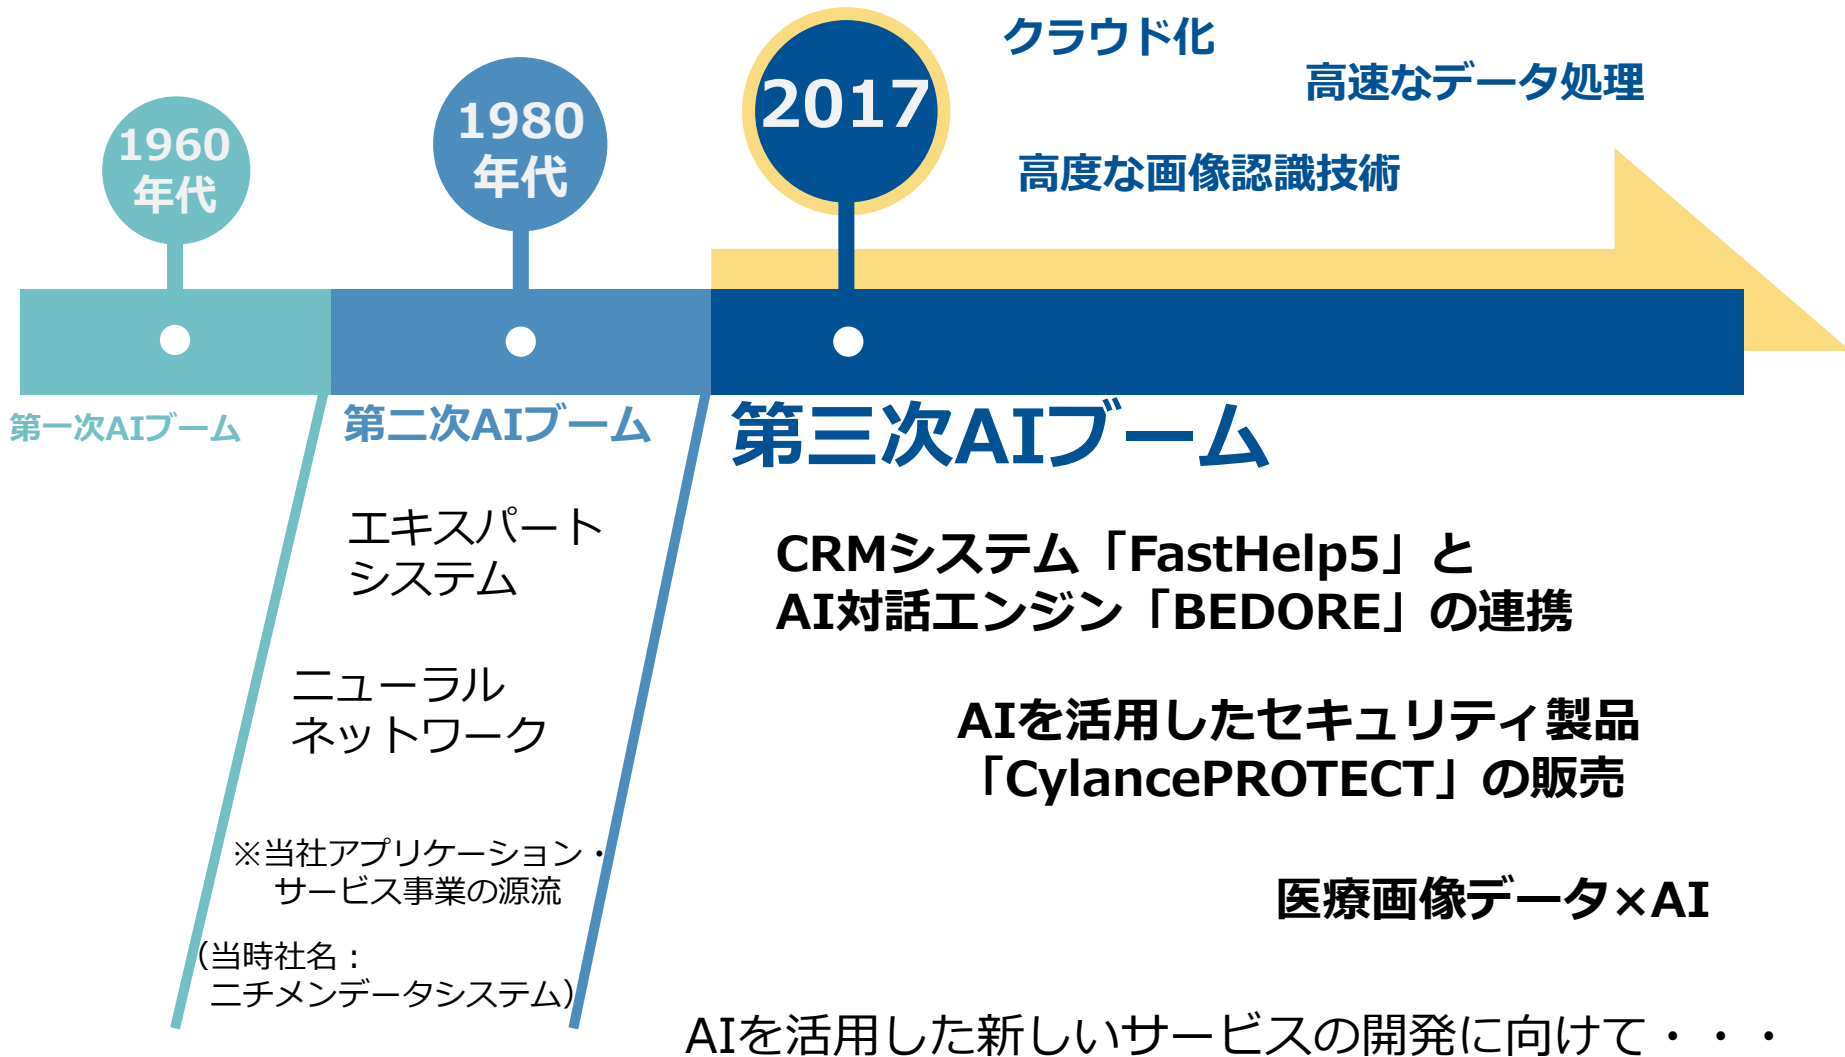 1960
年代
1980
年代
2017
クラウド化
高速なデータ処理
高度な画像認識技術
第一次AIブーム
第二次AIブーム
第三次AIブーム
エキスパート
システム
ニューラル
ネットワーク
※当社アプリケーション・
サービス事業の源流
（当時社名：
ニチメンデータシステム）
CRMシステム「FastHelp5」と
AI対話エンジン「BEDORE」の連携
AIを活用したセキュリティ製品
「CylancePROTECT」の販売
医療画像データ×AI
AIを活用した新しいサービスの開発に向けて・・・